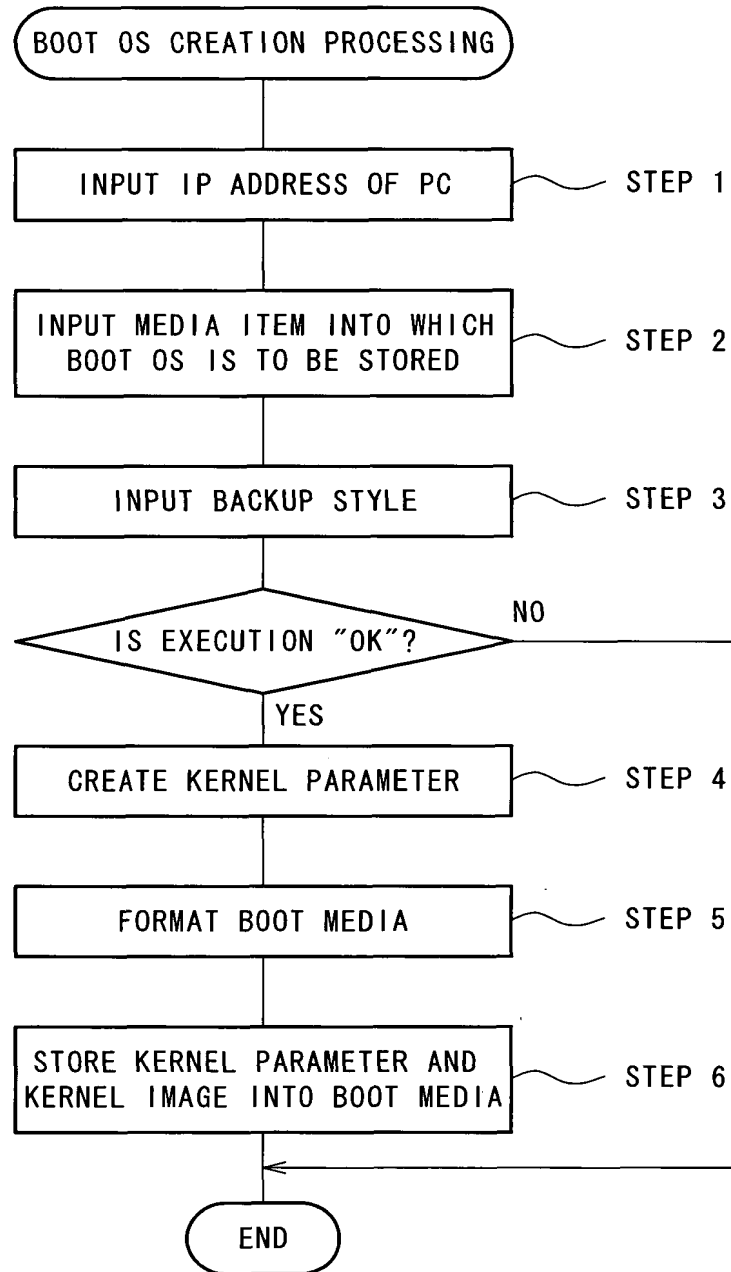 BOOT OS CREATION PROCESSING
INPUT IP ADDRESS OF PC
STEP 1
INPUT MEDIA ITEM INTO WHICH
BOOT OS IS TO BE STORED
STEP 2
INPUT BACKUP STYLE
STEP 3
IS EXECUTION "OK"?
NO
YES
CREATE KERNEL PARAMETER
STEP 4
FORMAT BOOT MEDIA
STEP 5
STORE KERNEL PARAMETER AND
KERNEL IMAGE INTO BOOT MEDIA
STEP 6
END